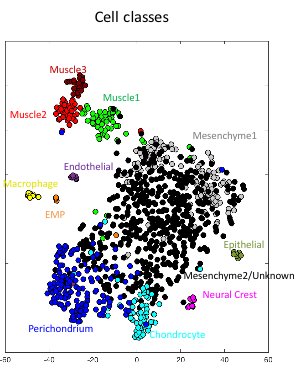 Cell classes
Muscle3
Muscle1
Muscle2
Mesenchyme1
Endothelial
Macrophage
EMP
Epithelial
Mesenchyme2/Unknown
Neural Crest
Perichondrium
Chondrocyte
-60 -40 -20 0 20 40 60